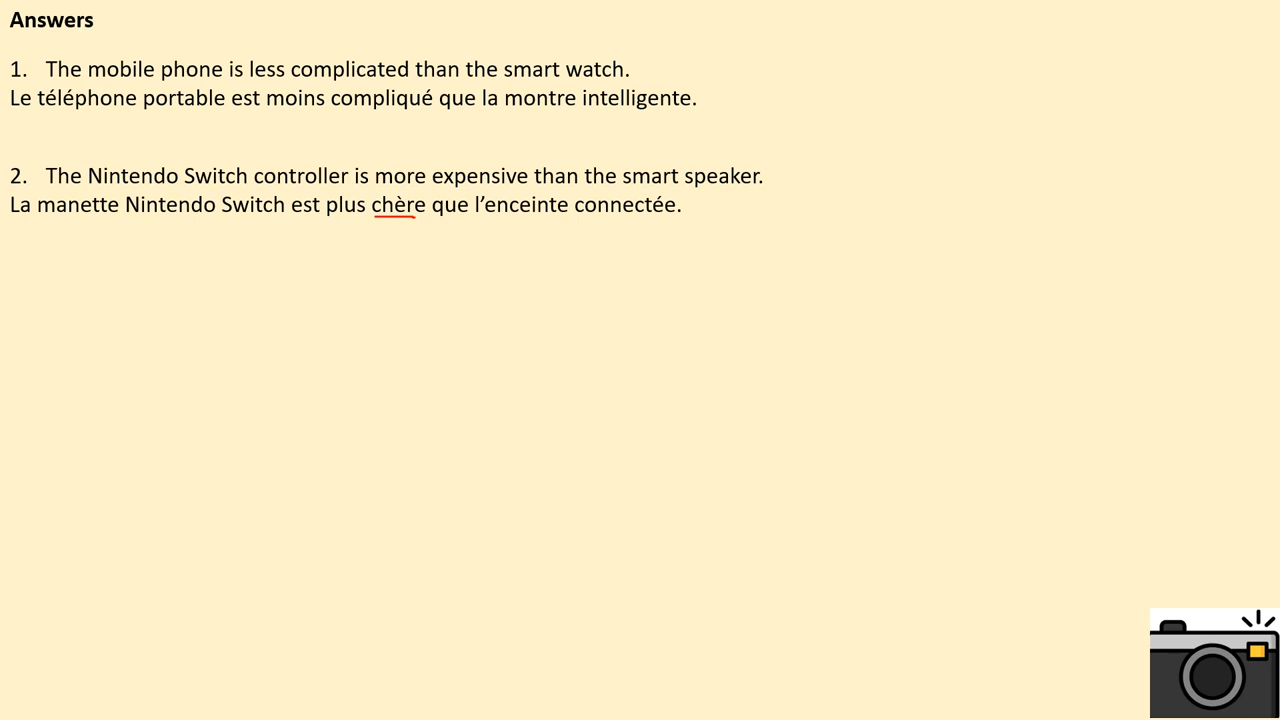 Answers
1. The mobile phone is less complicated than the smart watch.
Le téléphone portable est moins compliqué que la montre intelligente.
2. The Nintendo Switch controller is more expensive than the smart speaker.
La manette Nintendo Switch est plus chère que l’enceinte connectée.